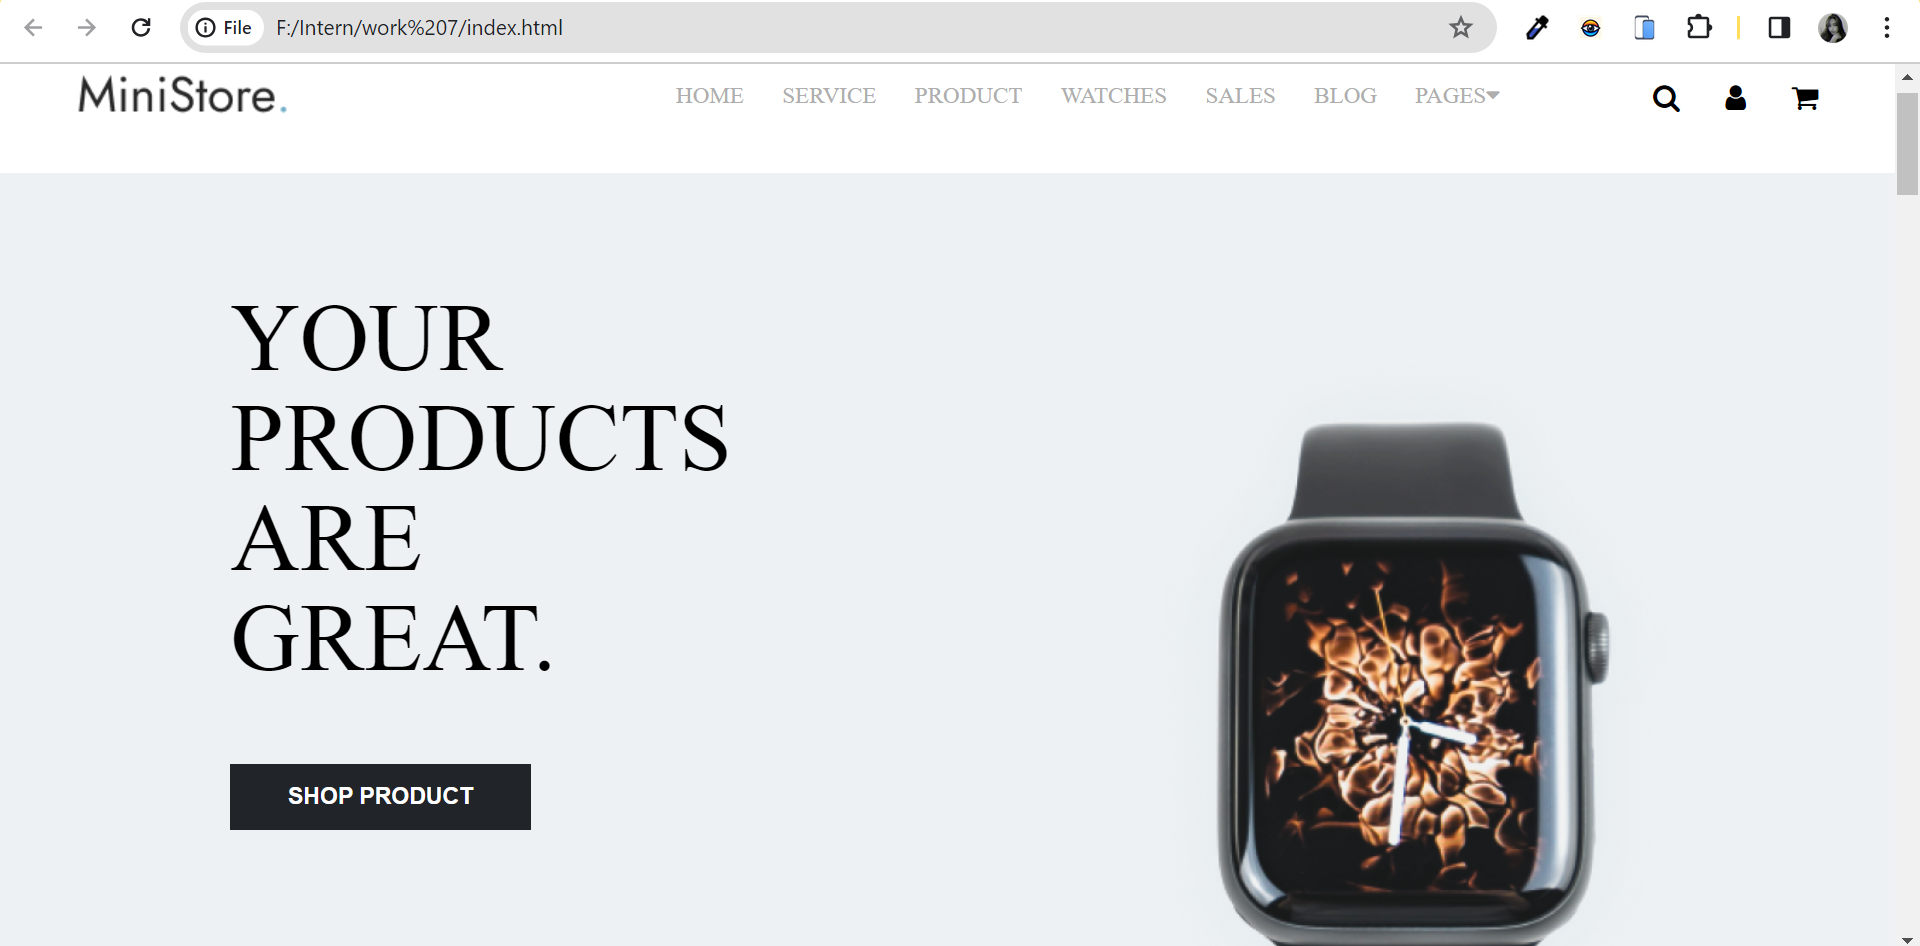 File F:/Intern/work%207/index.html
MiniStore. HOME SERVICE PRODUCT WATCHES SALES BLOG PAGES
YOUR
PRODUCTS
ARE
GREAT.
SHOP PRODUCT